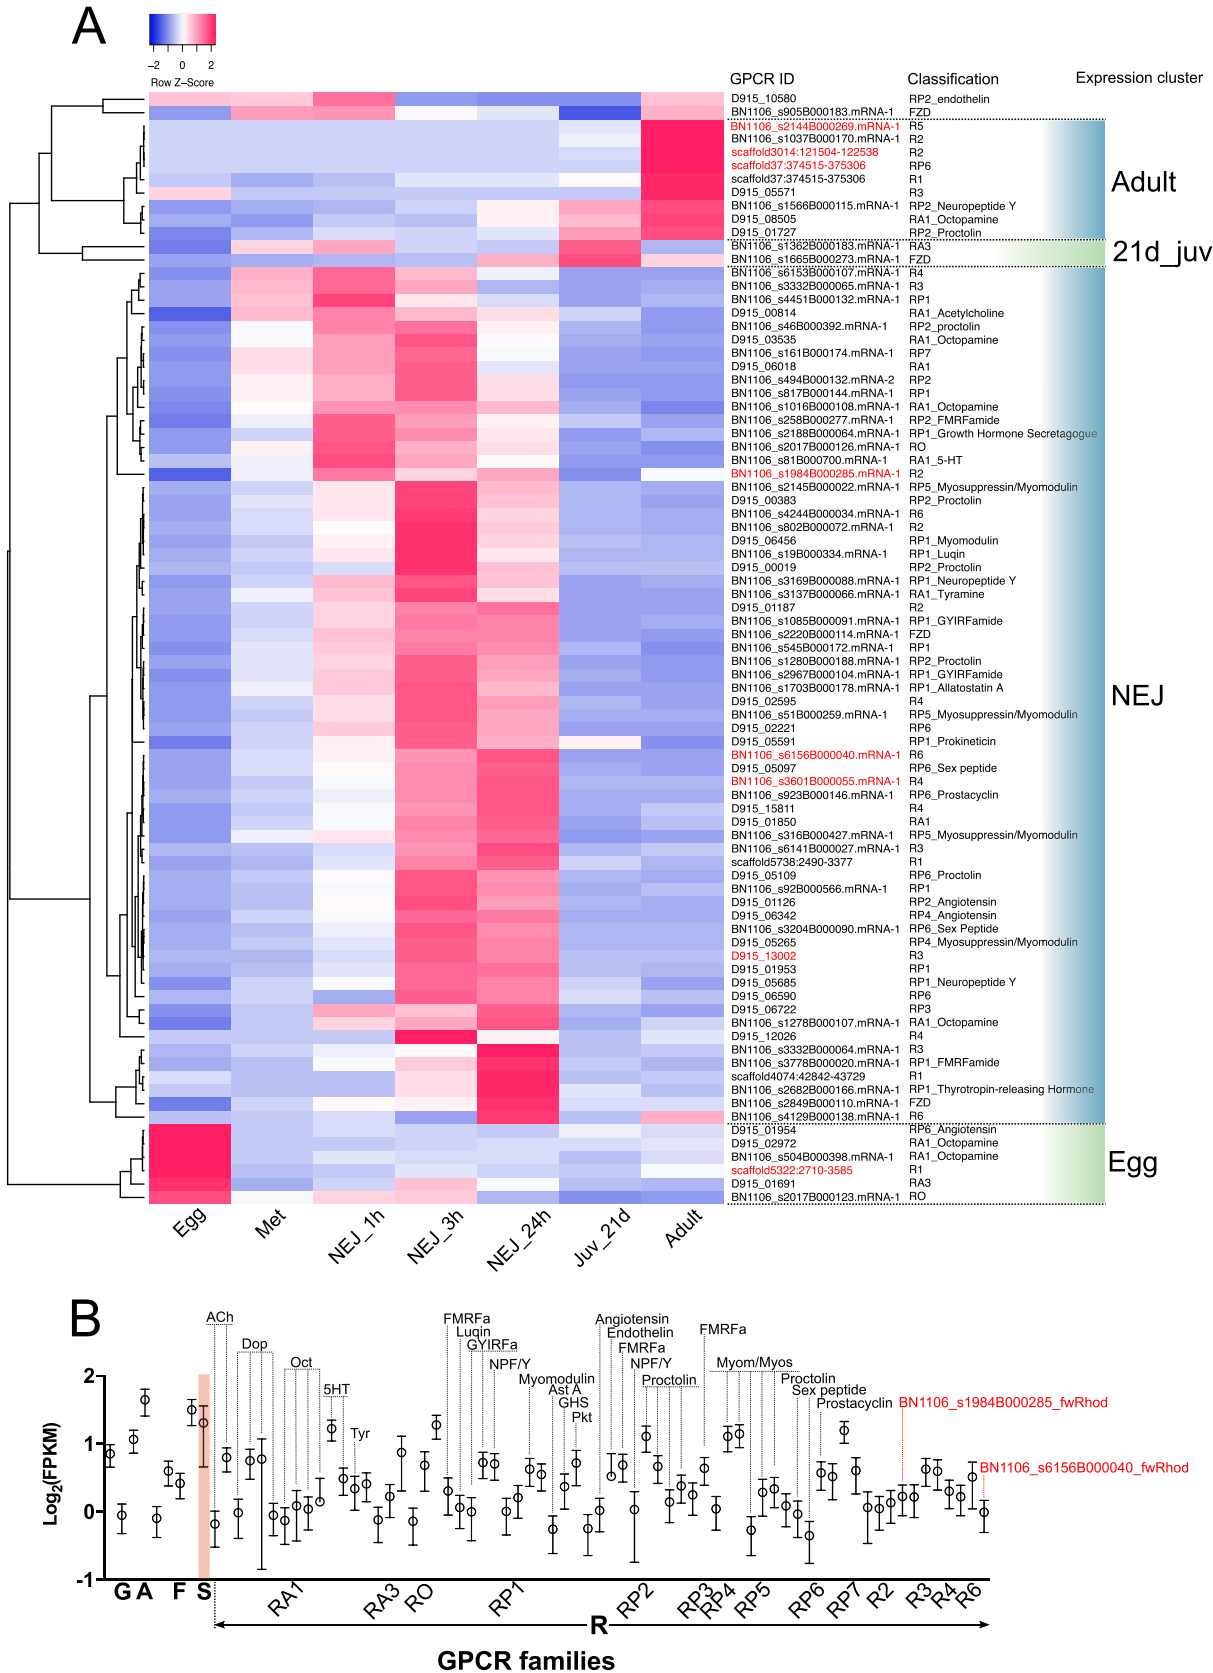 A
−2 0 2
Row Z−Score
GPCR ID Classification Expression cluster
D915_10580 RP2_endothelin
BN1106_s905B000183.mRNA-1 FZD
BN1106_s2144B000269.mRNA-1 R5
BN1106_s1037B000170.mRNA-1 R2
scaffold3014:121504-122538 R2
scaffold37:374515-375306 RP6
scaffold37:374515-375306 R1
D915_05571 R3
BN1106_s1566B000115.mRNA-1 RP2_Neuropeptide Y
D915_08505 RA1_Octopamine
D915_01727 RP2_Proctolin
Adult
BN1106_s1362B000183.mRNA-1 RA3
BN1106_s1665B000273.mRNA-1 FZD
21d_juv
BN1106_s6153B000107.mRNA-1 R4
BN1106_s3332B000065.mRNA-1 R3
BN1106_s4451B000132.mRNA-1 RP1
D915_00814 RA1_Acetylcholine
BN1106_s46B000392.mRNA-1 RP2_proctolin
D915_03535 RA1_Octopamine
BN1106_s161B000174.mRNA-1 RP7
D915_06018 RA1
BN1106_s494B000132.mRNA-2 RP2
BN1106_s817B000144.mRNA-1 RP1
BN1106_s1016B000108.mRNA-1 RA1_Octopamine
BN1106_s258B000277.mRNA-1 RP2_FMRFamide
BN1106_s2188B000064.mRNA-1 RP1_Growth Hormone Secretagogue
BN1106_s2017B000126.mRNA-1 RO
BN1106_s81B000700.mRNA-1 RA1_5-HT
BN1106_s1984B000285.mRNA-1 R2
BN1106_s2145B000022.mRNA-1 RP5_Myosuppressin/Myomodulin
D915_00383 RP2_Proctolin
BN1106_s4244B000034.mRNA-1 R6
BN1106_s802B000072.mRNA-1 R2
D915_06456 RP1_Myomodulin
BN1106_s19B000334.mRNA-1 RP1_Luqin
D915_00019 RP2_Proctolin
BN1106_s3169B000088.mRNA-1 RP1_Neuropeptide Y
BN1106_s3137B000066.mRNA-1 RA1_Tyramine
D915_01187 R2
BN1106_s1085B000091.mRNA-1 RP1_GYIRFamide
BN1106_s2220B000114.mRNA-1 FZD
BN1106_s545B000172.mRNA-1 RP1
BN1106_s1280B000188.mRNA-1 RP2_Proctolin
BN1106_s2967B000104.mRNA-1 RP1_GYIRFamide
BN1106_s1703B000178.mRNA-1 RP1_Allatostatin A
D915_02595 R4
BN1106_s51B000259.mRNA-1 RP5_Myosuppressin/Myomodulin
D915_02221 RP6
D915_05591 RP1_Prokineticin
BN1106_s6156B000040.mRNA-1 R6
D915_05097 RP6_Sex peptide
BN1106_s3601B000055.mRNA-1 R4
BN1106_s923B000146.mRNA-1 RP6_Prostacyclin
D915_15811 R4
D915_01850 RA1
BN1106_s316B000427.mRNA-1 RP5_Myosuppressin/Myomodulin
BN1106_s6141B000027.mRNA-1 R3
scaffold5738:2490-3377 R1
D915_05109 RP6_Proctolin
BN1106_s92B000566.mRNA-1 RP1
D915_01126 RP2_Angiotensin
D915_06342 RP4_Angiotensin
BN1106_s3204B000090.mRNA-1 RP6_Sex Peptide
D915_05265 RP4_Myosuppressin/Myomodulin
D915_13002 R3
D915_01953 RP1
D915_05685 RP1_Neuropeptide Y
D915_06590 RP6
D915_06722 RP3
BN1106_s1278B000107.mRNA-1 RA1_Octopamine
D915_12026 R4
BN1106_s3332B000064.mRNA-1 R3
BN1106_s3778B000020.mRNA-1 RP1_FMRFamide
scaffold4074:42842-43729 R1
BN1106_s2682B000166.mRNA-1 RP1_Thyrotropin-releasing Hormone
BN1106_s2849B000110.mRNA-1 FZD
BN1106_s4129B000138.mRNA-1 R6
NEJ
D915_01954 RP6_Angiotensin
D915_02972 RA1_Octopamine
BN1106_s504B000398.mRNA-1 RA1_Octopamine
scaffold5322:2710-3585 R1
D915_01691 RA3
BN1106_s2017B000123.mRNA-1 RO
Egg
Egg Met NEJ_1h NEJ_3h NEJ_24h Juv_21d Adult
B
ACh
Dop
Oct
5HT
Tyr
FMRFa
Luqin
GYIRFa
NPF/Y
Myomodulin
Ast A
GHS
Pkt
Angiotensin
Endothelin
FMRFa
NPF/Y
Proctolin
FMRFa
Myom/Myos
Proctolin
Sex peptide
Prostacyclin
BN1106_s1984B000285_fwRhod
BN1106_s6156B000040_fwRhod
Log2(FPKM)
2
1
0
-1
G A F S RA1 RA3 RO RP1 RP2 RP3 RP4 RP5 RP6 RP7 R2 R3 R4 R6
R
GPCR families